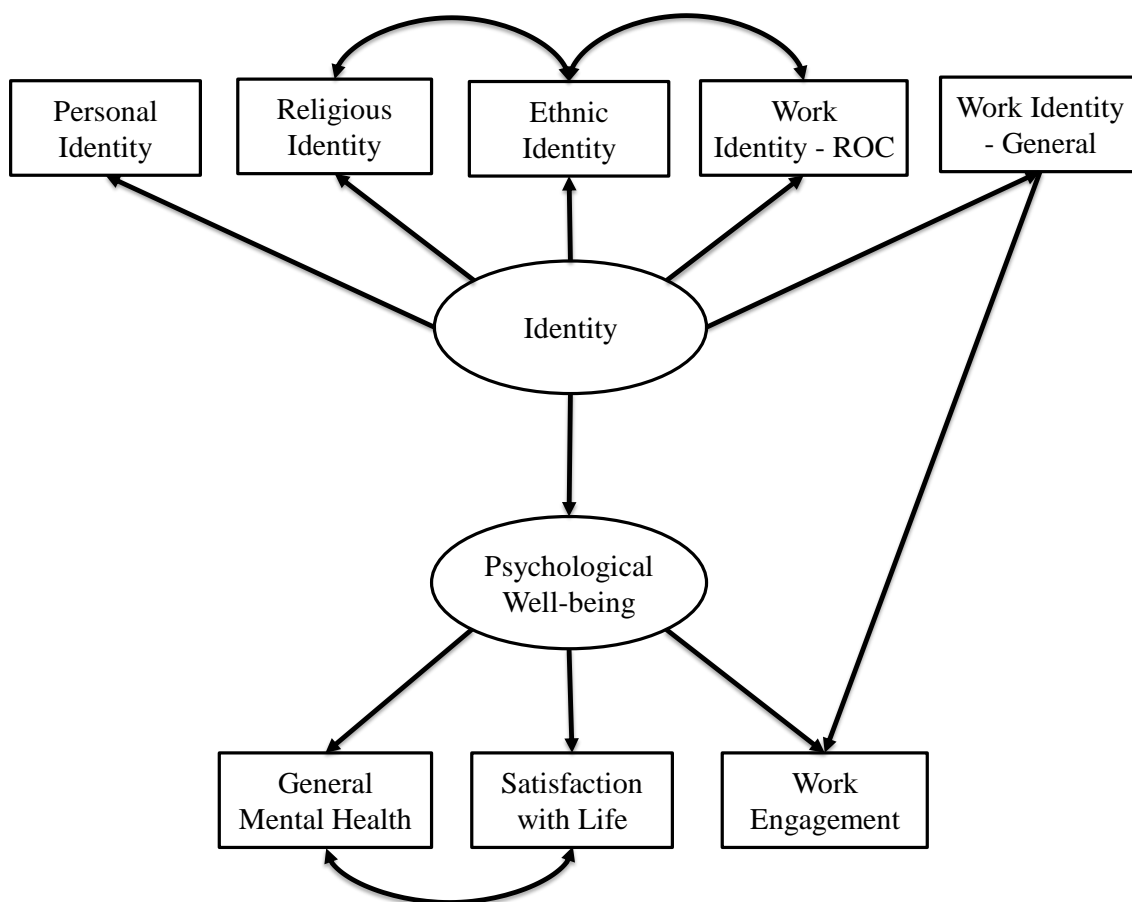 Personal
Identity
Religious
Identity
Ethnic
Identity
Work
Identity - ROC
Work Identity
- General
Identity
Psychological
Well-being
General
Mental Health
Satisfaction
with Life
Work
Engagement